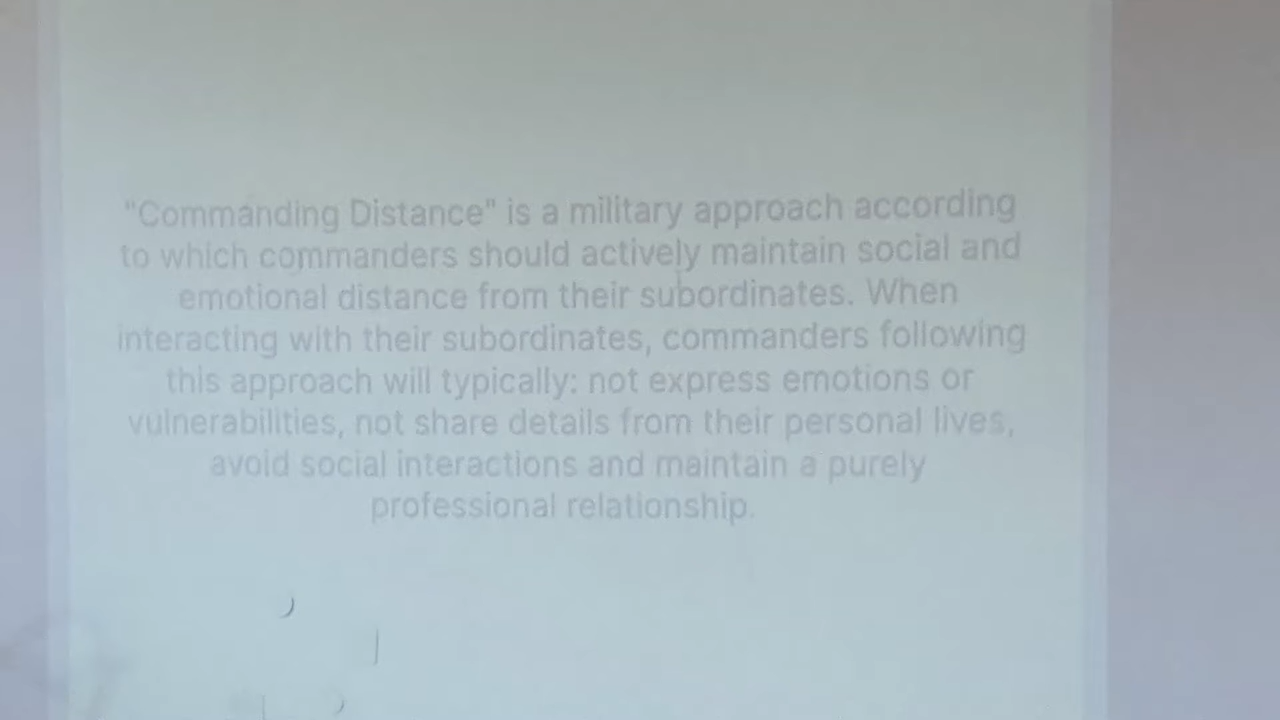 "Commanding Distance" is a military approach according
to which commanders should actively maintain social and
emotional distance from their subordinates. When
interacting with their subordinates, commanders following
this approach will typically: not express emotions or
vulnerabilities, not share details from their personal lives,
avoid social interactions and maintain a purely
professional relationship.